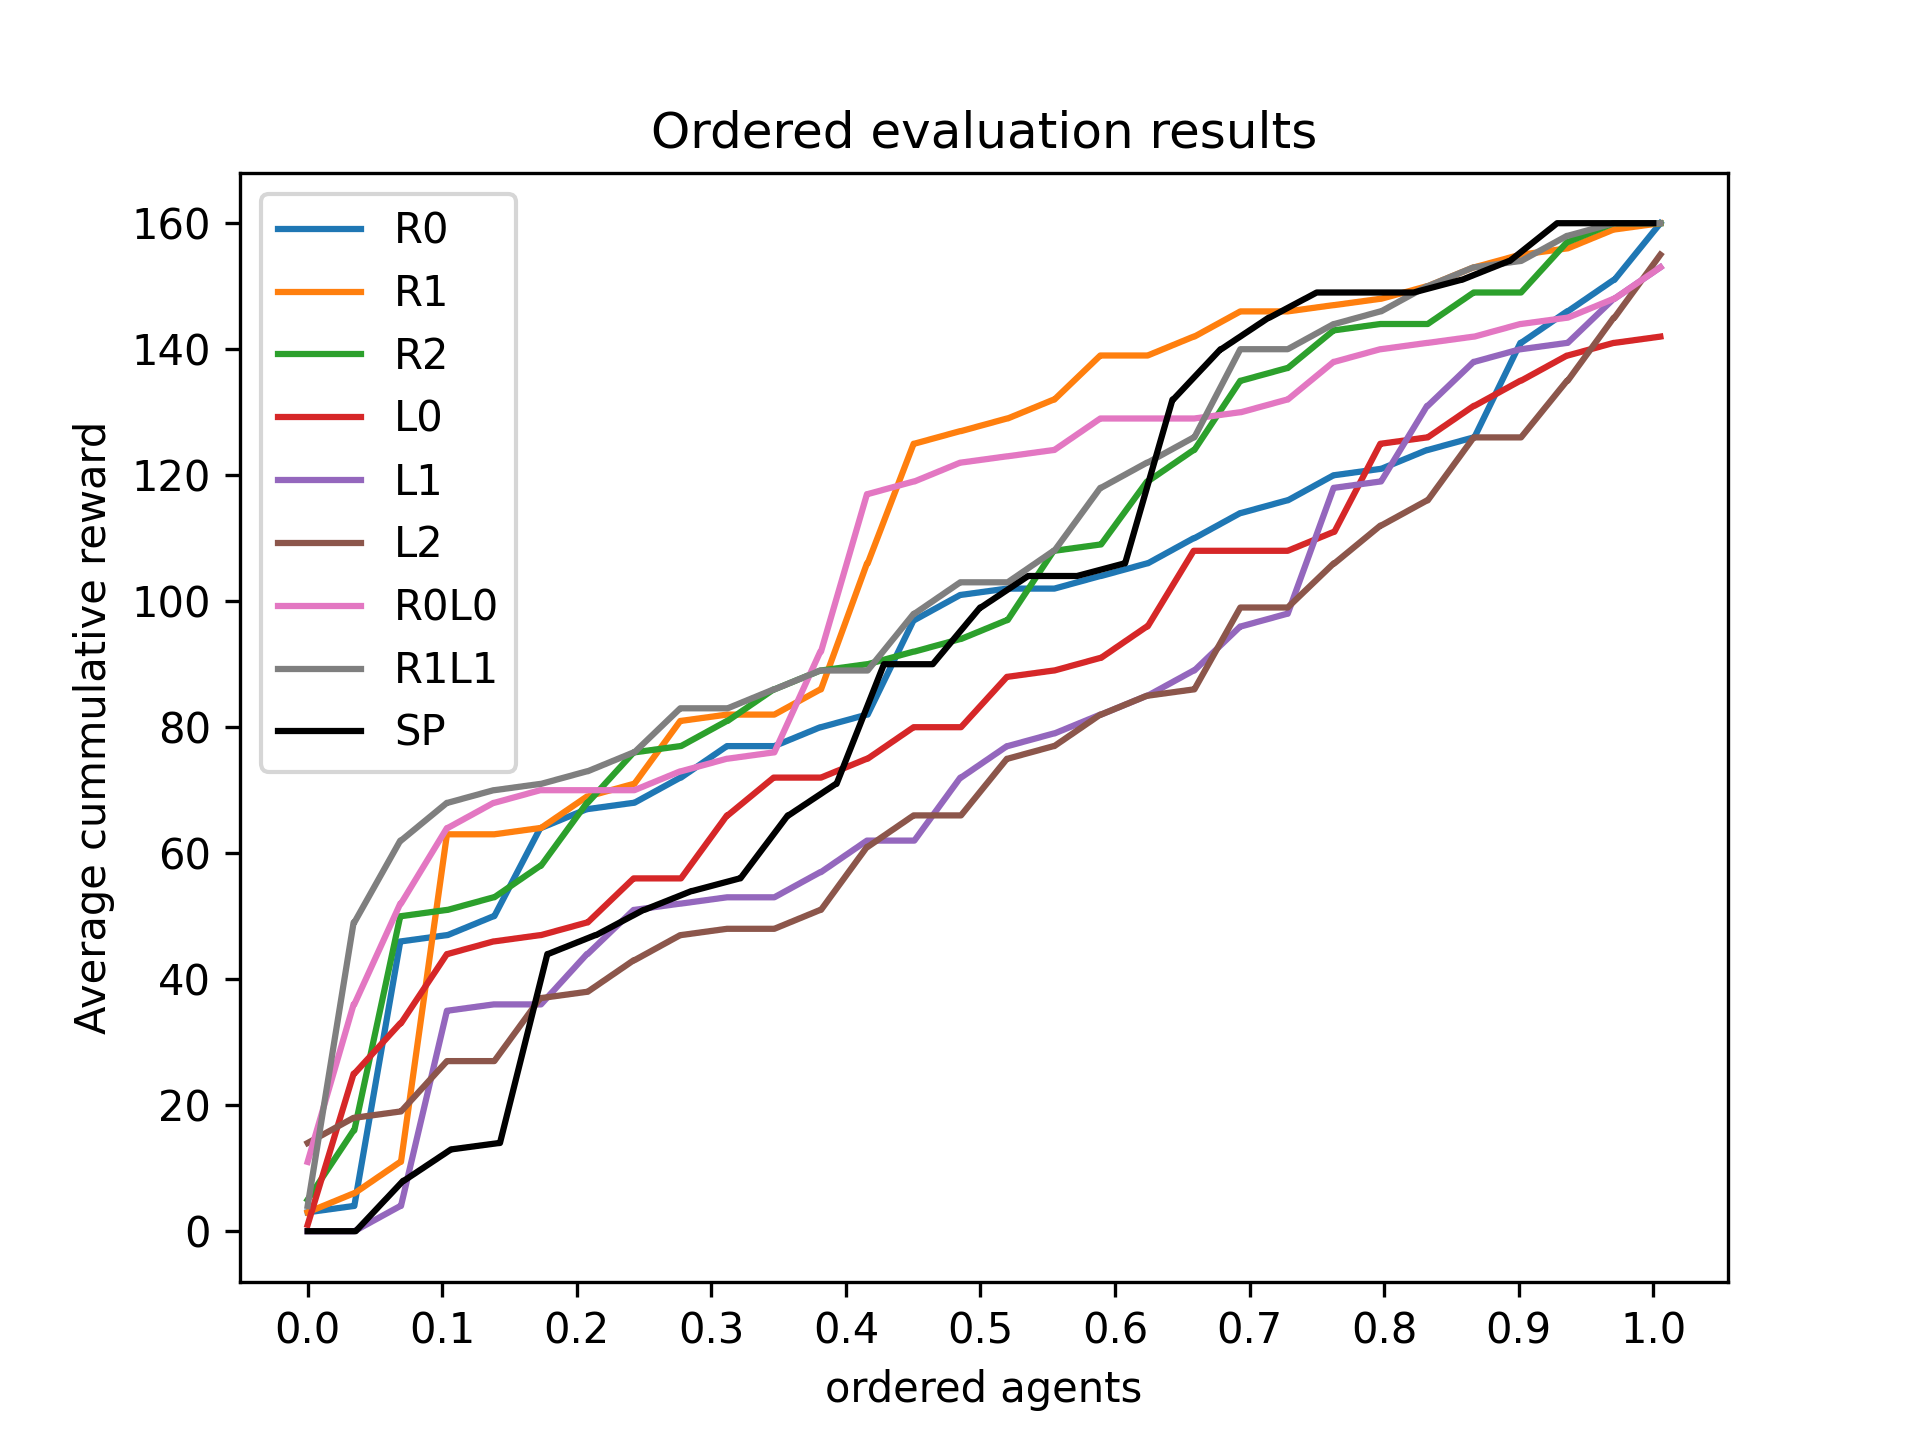 Ordered evaluation results
R0
R1
R2
L0
L1
L2
R0L0
R1L1
SP
Average cummulative reward
160
140
120
100
80
60
40
20
0
0.0 0.1 0.2 0.3 0.4 0.5 0.6 0.7 0.8 0.9 1.0
ordered agents